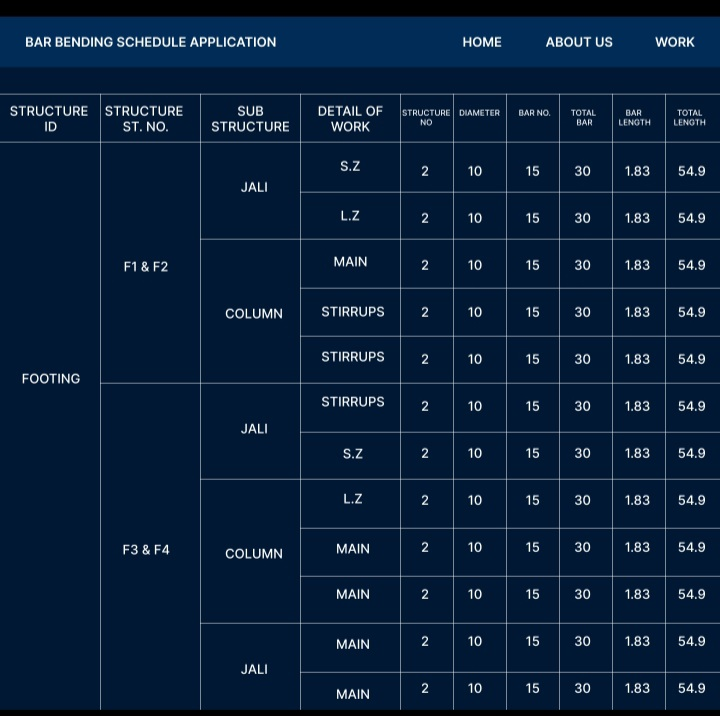 BAR BENDING SCHEDULE APPLICATION HOME ABOUT US WORK
STRUCTURE ID STRUCTURE ST. NO. SUB STRUCTURE DETAIL OF WORK STRUCTURE NO DIAMETER BAR NO. TOTAL BAR BAR LENGTH TOTAL LENGTH
FOOTING
F1 & F2
JALI
S.Z 2 10 15 30 1.83 54.9
L.Z 2 10 15 30 1.83 54.9
COLUMN
MAIN 2 10 15 30 1.83 54.9
STIRRUPS 2 10 15 30 1.83 54.9
STIRRUPS 2 10 15 30 1.83 54.9
F3 & F4
JALI
STIRRUPS 2 10 15 30 1.83 54.9
S.Z 2 10 15 30 1.83 54.9
COLUMN
L.Z 2 10 15 30 1.83 54.9
MAIN 2 10 15 30 1.83 54.9
MAIN 2 10 15 30 1.83 54.9
JALI
MAIN 2 10 15 30 1.83 54.9
MAIN 2 10 15 30 1.83 54.9